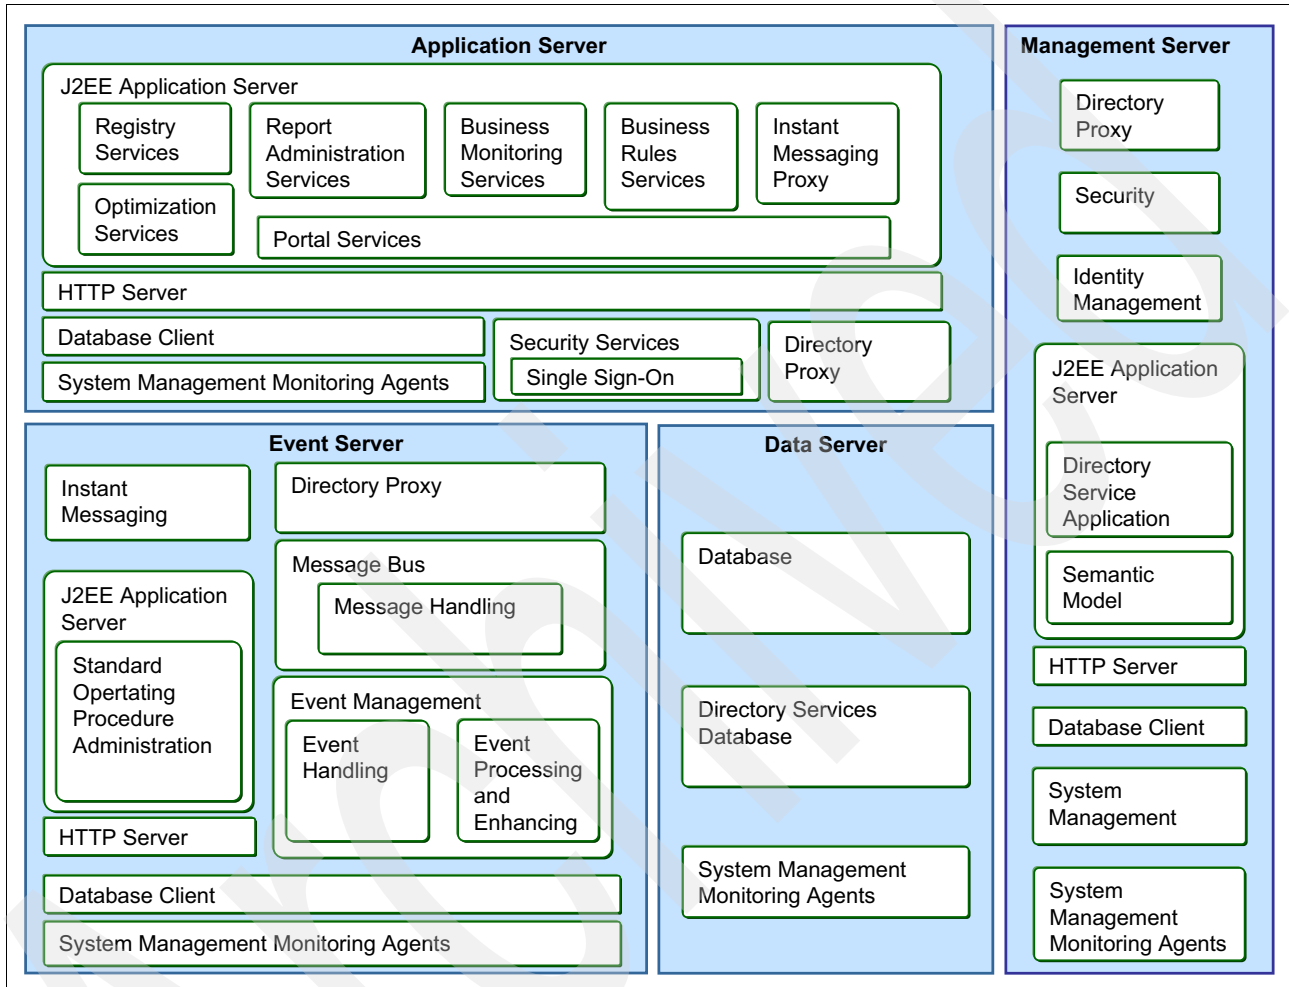 Application Server
J2EE Application Server
Registry
Services
Report
Administration
Services
Business
Monitoring
Services
Business
Rules
Services
Instant
Messaging
Proxy
Optimization
Services
Portal Services
HTTP Server
Database Client
System Management Monitoring Agents
Security Services
Single Sign-On
Directory
Proxy
Management Server
Directory
Proxy
Security
Identity
Management
J2EE Application
Server
Directory
Service
Application
Semantic
Model
HTTP Server
Database Client
System
Management
System
Management
Monitoring Agents
Event Server
Instant
Messaging
Directory Proxy
Message Bus
Message Handling
J2EE Application
Server
Standard
Opertating
Procedure
Administration
Event Management
Event
Handling
Event
Processing
and
Enhancing
HTTP Server
Database Client
System Management Monitoring Agents
Data Server
Database
Directory Services
Database
System Management
Monitoring Agents
Archived